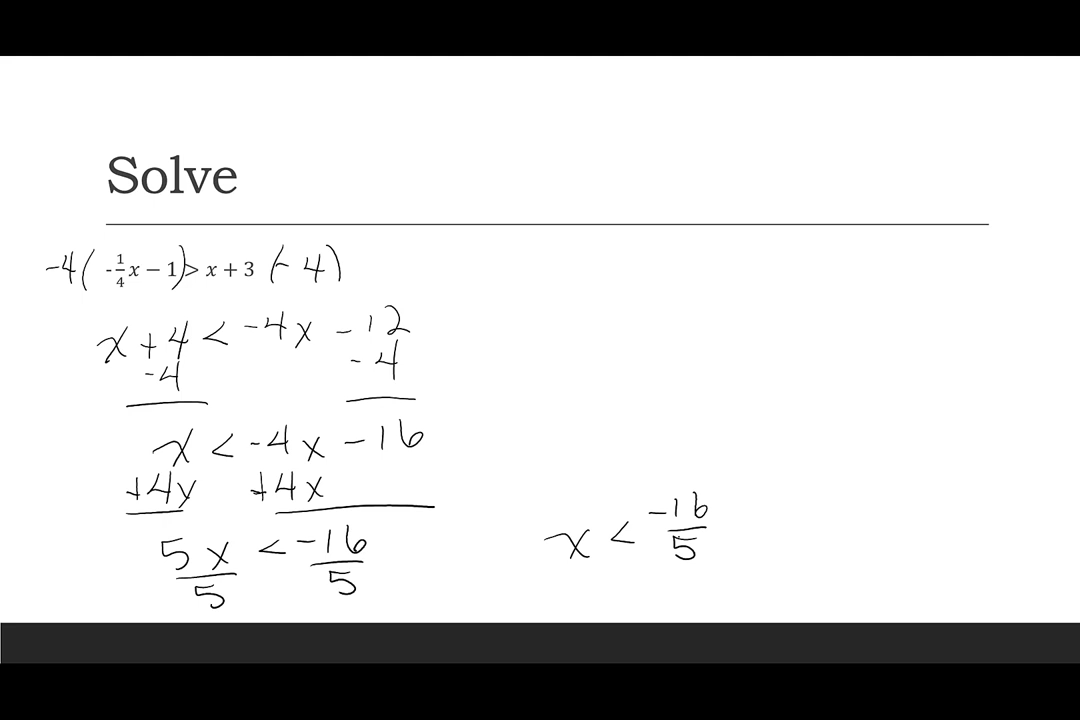 Solve
-4( -1/4x − 1)> x + 3 (- 4)
x + 4 < -4x - 12
-4 - 4
x < -4x - 16
+4x +4x
5x/5 < -16/5
x < -16/5